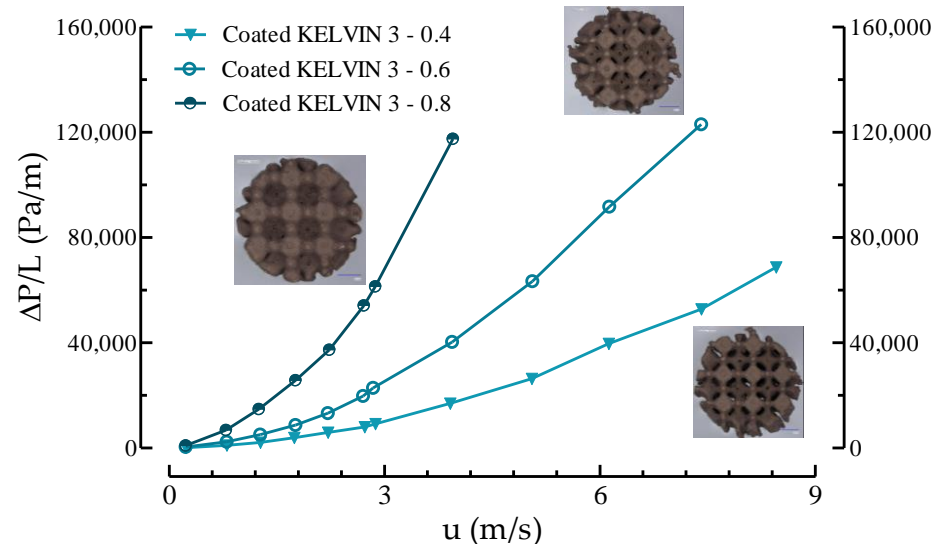 160,000
Coated KELVIN 3 - 0.4
160,000
Coated KELVIN 3 - 0.6
Coated KELVIN 3 - 0.8
120,000
120,000
ΔP/L (Pa/m)
80,000
80,000
40,000
40,000
0
0
0
3
6
9
u (m/s)